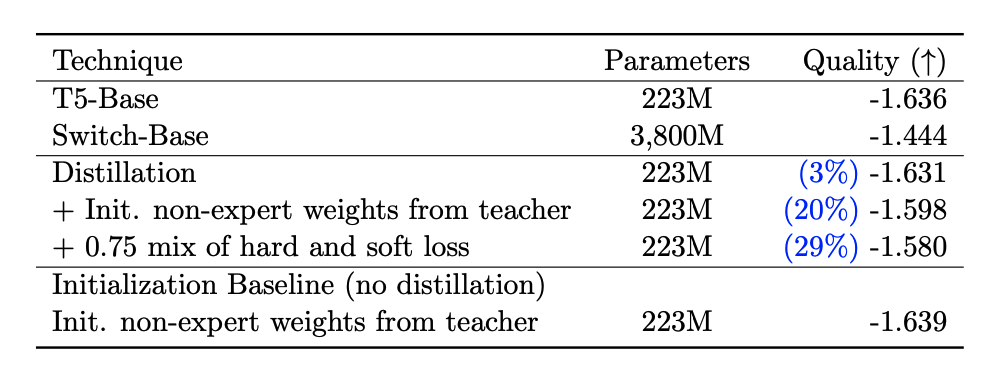 Technique Parameters Quality (↑)
T5-Base 223M -1.636
Switch-Base 3,800M -1.444
Distillation 223M (3%) -1.631
+ Init. non-expert weights from teacher 223M (20%) -1.598
+ 0.75 mix of hard and soft loss 223M (29%) -1.580
Initialization Baseline (no distillation)
Init. non-expert weights from teacher 223M -1.639